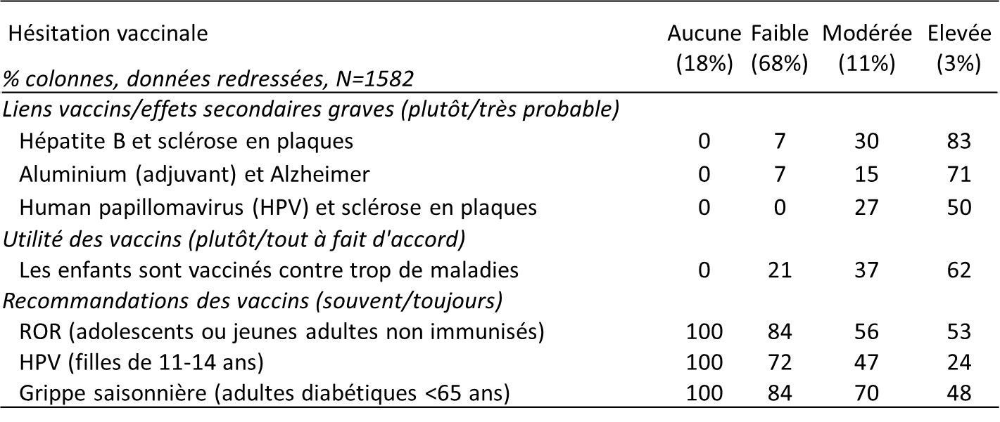 Hésitation vaccinale Aucune Faible Modérée Elevée
(18%) (68%) (11%) (3%)
% colonnes, données redressées, N=1582
Liens vaccins/effets secondaires graves (plutôt/très probable)
Hépatite B et sclérose en plaques 0 7 30 83
Aluminium (adjuvant) et Alzheimer 0 7 15 71
Human papillomavirus (HPV) et sclérose en plaques 0 0 27 50
Utilité des vaccins (plutôt/tout à fait d'accord)
Les enfants sont vaccinés contre trop de maladies 0 21 37 62
Recommandations des vaccins (souvent/toujours)
ROR (adolescents ou jeunes adultes non immunisés) 100 84 56 53
HPV (filles de 11-14 ans) 100 72 47 24
Grippe saisonnière (adultes diabétiques <65 ans) 100 84 70 48